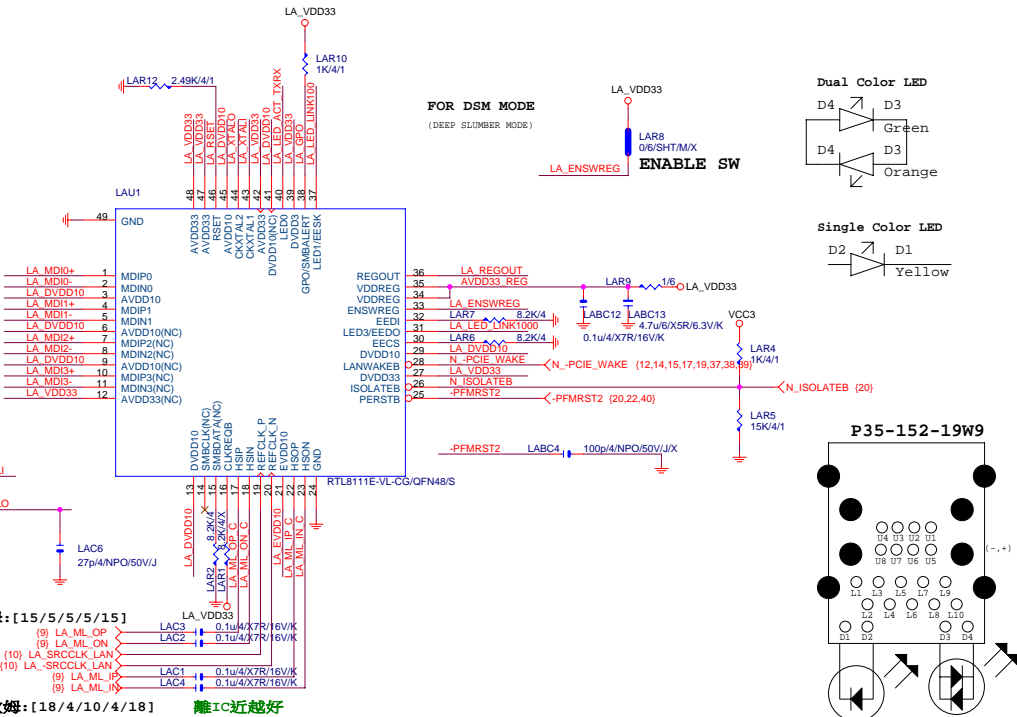 LA_VDD33
LAR10
1K/4/1
LAR12 2.49K/4/1
LA_VDD33
LA_VDD33
LA_RSET
LA_DVDD10
LA_XTALO
LA_XTALI
LA_VDD33
LA_DVDD10
LA_LED_ACT_TXRX
LA_VDD33
LA_GPO
LA_LED_LINK100
FOR DSM MODE
(DEEP SLUMBER MODE)
LA_VDD33
LAR8
0/6/SHT/M/X
LA_ENSWREG
ENABLE SW
Dual Color LED
D4 D3
Green
D4 D3
Orange
Single Color LED
D2 D1
Yellow
LAU1
48 47 46 45 44 43 42 41 40 39 38 37
49 GND
AVDD33
AVDD33
RSET
AVDD10
CKXTAL2
CKXTAL1
AVDD33
DVDD10(NC)
LED0
DVDD3
GPO/SMBALERT
LED1/EESK
LA_MDI0+ 1 MDIP0
LA_MDI0- 2 MDIN0
LA_DVDD10 3 AVDD10
LA_MDI1+ 4 MDIP1
LA_MDI1- 5 MDIN1
LA_DVDD10 6 AVDD10(NC)
LA_MDI2+ 7 MDIP2(NC)
LA_MDI2- 8 MDIN2(NC)
LA_DVDD10 9 AVDD10(NC)
LA_MDI3+ 10 MDIP3(NC)
LA_MDI3- 11 MDIN3(NC)
LA_VDD33 12 AVDD33(NC)
REGOUT 36 LA_REGOUT
VDDREG 35 AVDD33_REG
VDDREG 34
ENSWREG 33 LA_ENSWREG
EEDI 32 LAR7 8.2K/4
LED3/EEDO 31 LA_LED_LINK1000
EECS 30 LAR6 8.2K/4
DVDD10 29 LA_DVDD10
LANWAKEB 28 N_-PCIE_WAKE
DVDD33 27 LA_VDD33
ISOLATEB 26 N_ISOLATEB
PERSTB 25 -PFMRST2
LAR9 1/6 LA_VDD33
LABC12
0.1u/4/X7R/16V/K
LABC13
4.7u/6/X5R/6.3V/K
VCC3
LAR4
1K/4/1
N_-PCIE_WAKE {12,14,15,17,19,37,38,39}
N_ISOLATEB {20}
-PFMRST2 {20,22,40}
LAR5
15K/4/1
-PFMRST2 LABC4 100p/4/NPO/50V/J/X
DVDD10
SMBCLK(NC)
SMBDATA(NC)
CLKREQB
HSIP
HSIN
REFCLK_P
REFCLK_N
EVDD10
HSOP
HSON
GND
RTL8111E-VL-CG/QFN48/S
13 14 15 16 17 18 19 20 21 22 23 24
LA_DVDD10
LAR2 8.2K/4
LAR1 8.2K/4/X
LA_ML_OP_C
LA_ML_ON_C
LA_EVDD10
LA_ML_IP_C
LA_ML_IN_C
LAC6
27p/4/NPO/50V/J
LA_VDD33
:[15/5/5/5/15]
{9} LA_ML_OP LAC3 0.1u/4/X7R/16V/K
{9} LA_ML_ON LAC2 0.1u/4/X7R/16V/K
{10} LA_SRCCLK_LAN
{10} LA_-SRCCLK_LAN
{9} LA_ML_IP LAC1 0.1u/4/X7R/16V/K
{9} LA_ML_IN LAC4 0.1u/4/X7R/16V/K
姆:[18/4/10/4/18] 離IC近越好
P35-152-19W9
U4 U3 U2 U1
U8 U7 U6 U5
(-,+)
L1 L3 L5 L7 L9
L2 L4 L6 L8 L10
D1 D2 D3 D4